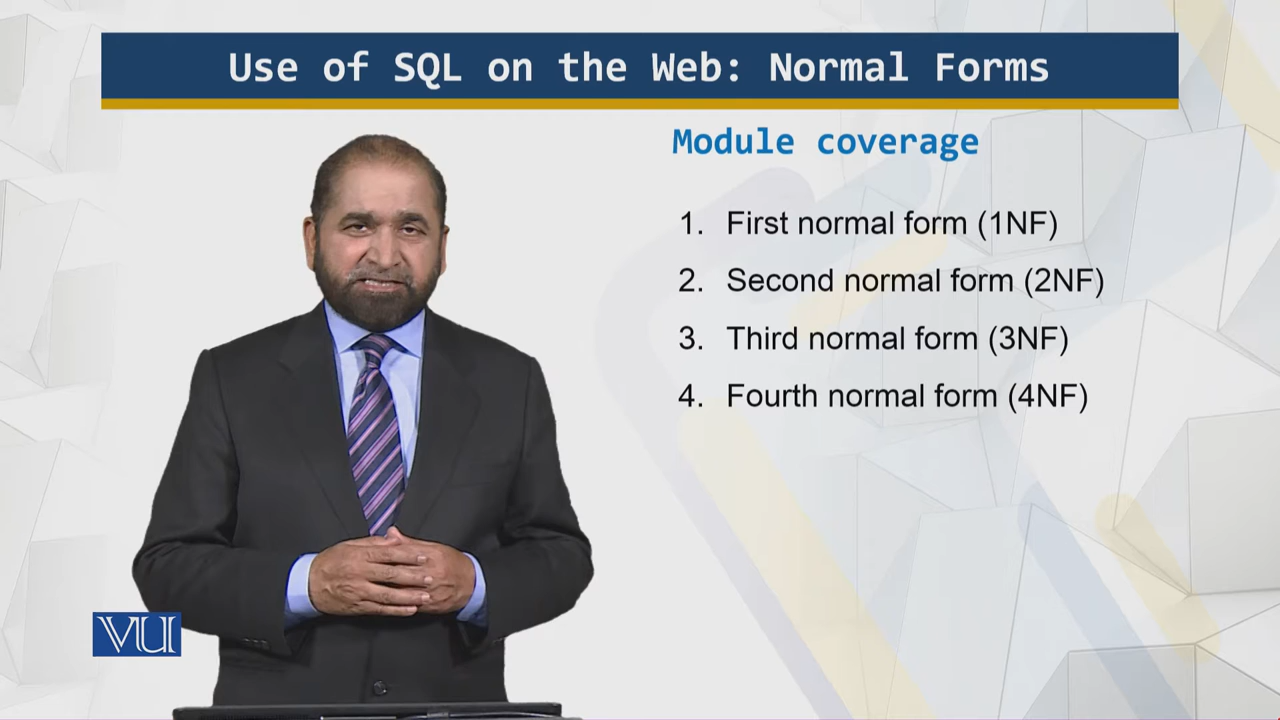 Use of SQL on the Web: Normal Forms
Module coverage
1. First normal form (1NF)
2. Second normal form (2NF)
3. Third normal form (3NF)
4. Fourth normal form (4NF)
VU